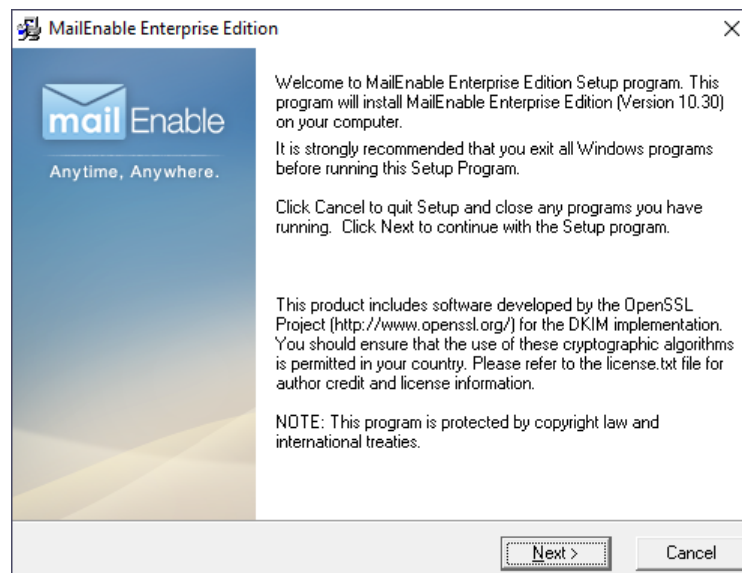 MailEnable Enterprise Edition
mail Enable
Anytime, Anywhere.
Welcome to MailEnable Enterprise Edition Setup program. This
program will install MailEnable Enterprise Edition (Version 10.30)
on your computer.
It is strongly recommended that you exit all Windows programs
before running this Setup Program.
Click Cancel to quit Setup and close any programs you have
running. Click Next to continue with the Setup program.
This product includes software developed by the OpenSSL
Project (http://www.openssl.org/) for the DKIM implementation.
You should ensure that the use of these cryptographic algorithms
is permitted in your country. Please refer to the license.txt file for
author credit and license information.
NOTE: This program is protected by copyright law and
international treaties.
Next >
Cancel